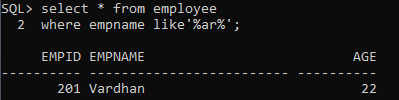 SQL> select * from employee
  2  where empname like'%ar%';
     EMPID EMPNAME                     AGE
---------- -------------------- ----------
       201 Vardhan                      22